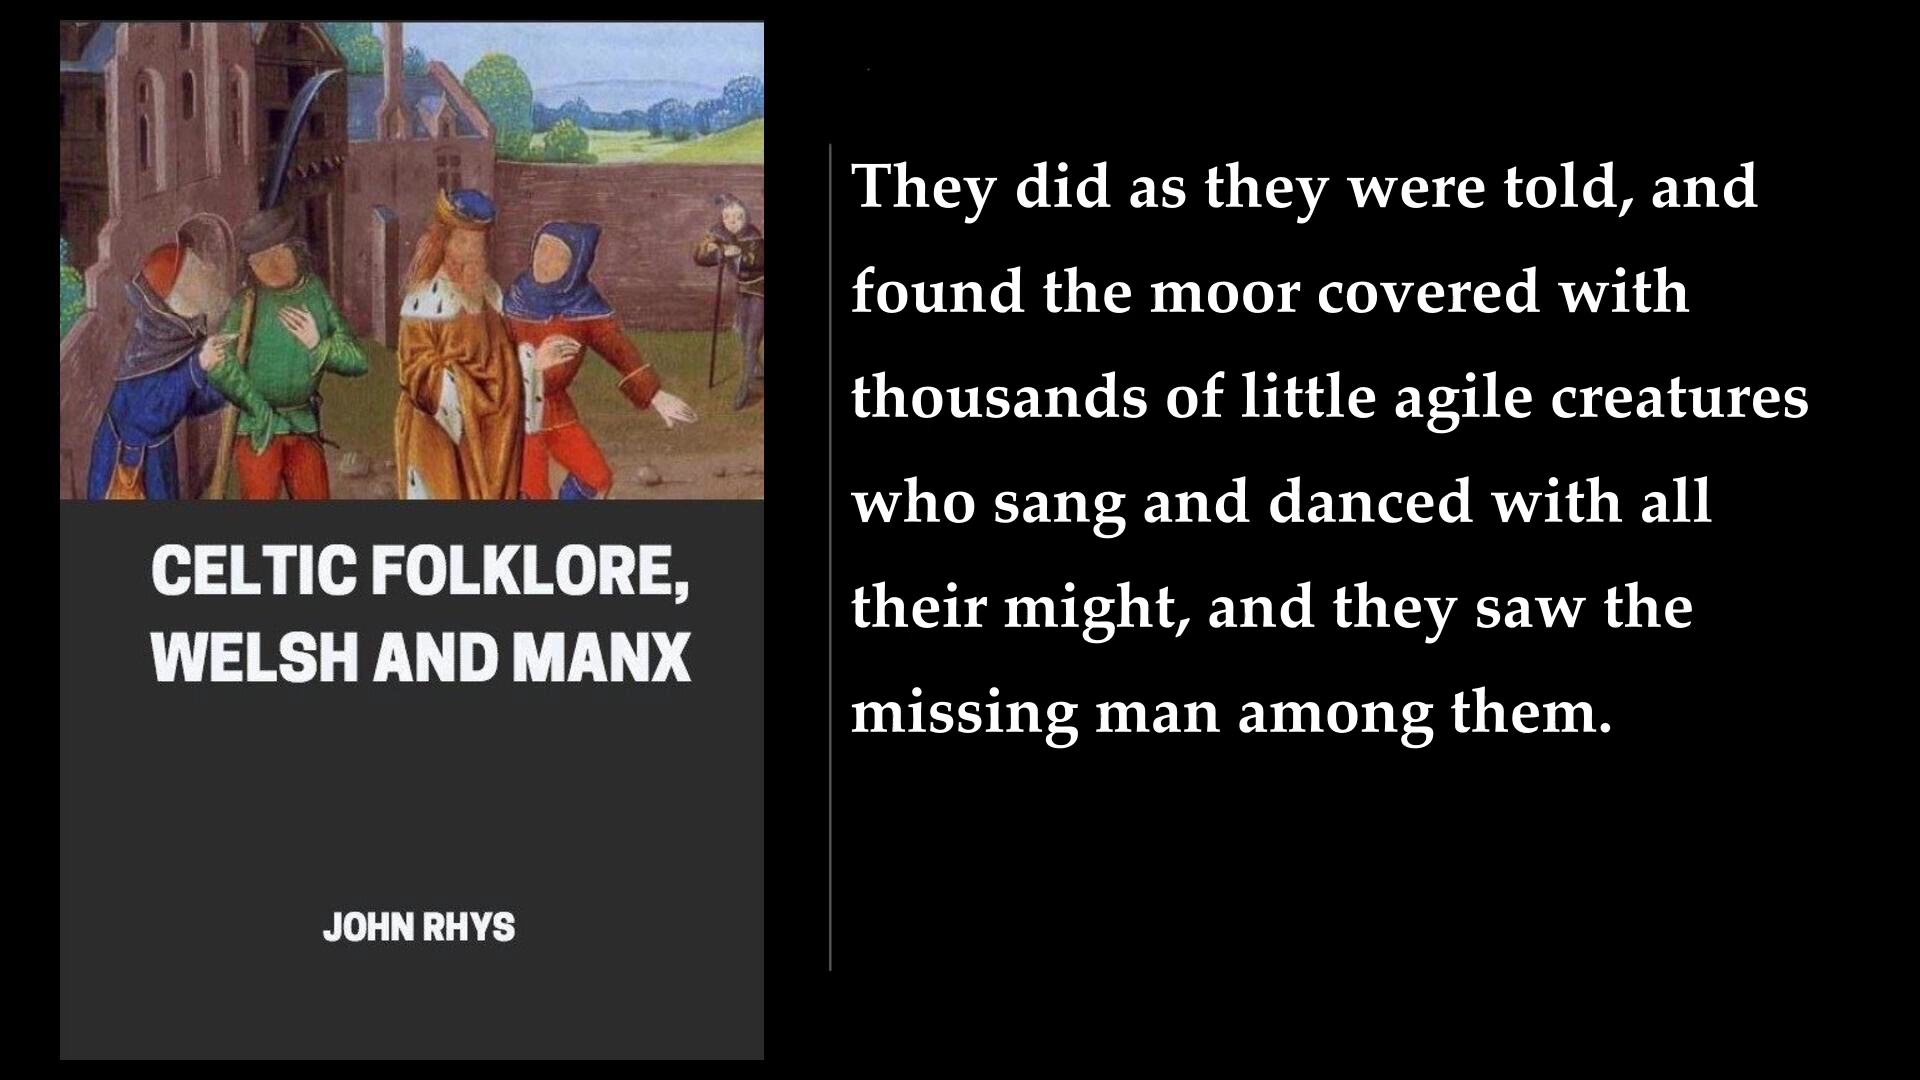 CELTIC FOLKLORE,
WELSH AND MANX
JOHN RHYS
They did as they were told, and
found the moor covered with
thousands of little agile creatures
who sang and danced with all
their might, and they saw the
missing man among them.